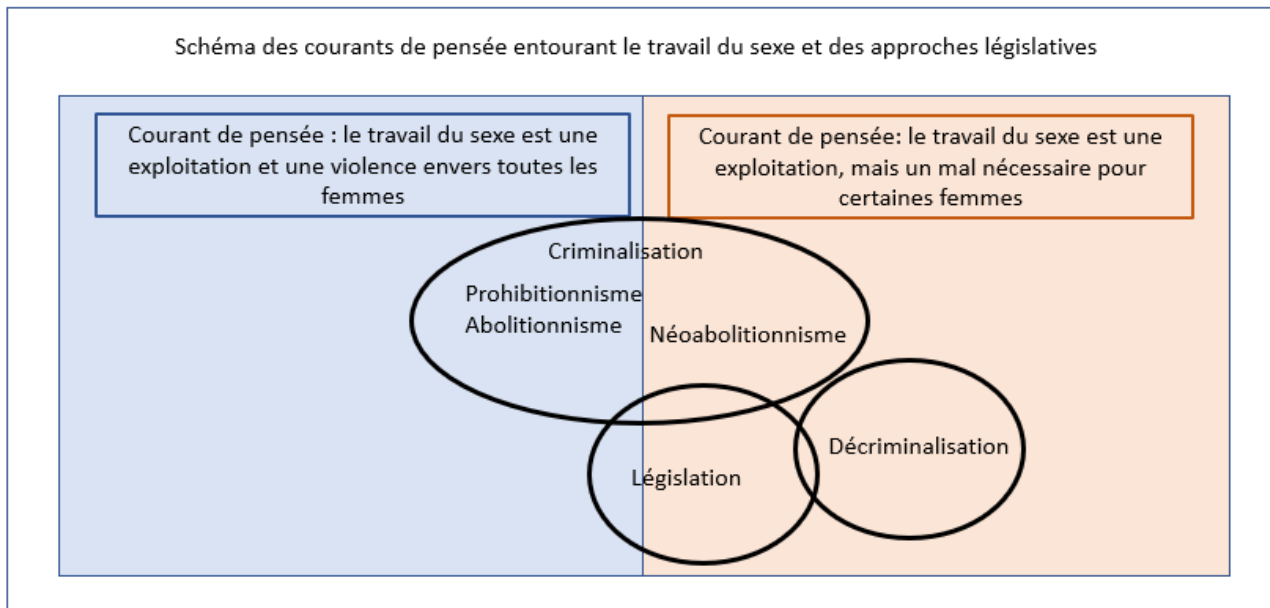 Schéma des courants de pensée entourant le travail du sexe et des approches législatives
Courant de pensée : le travail du sexe est une
exploitation et une violence envers toutes les
femmes
Courant de pensée: le travail du sexe est une
exploitation, mais un mal nécessaire pour
certaines femmes
Criminalisation
Prohibitionnisme
Abolitionnisme
Néoabolitionnisme
Décriminalisation
Législation